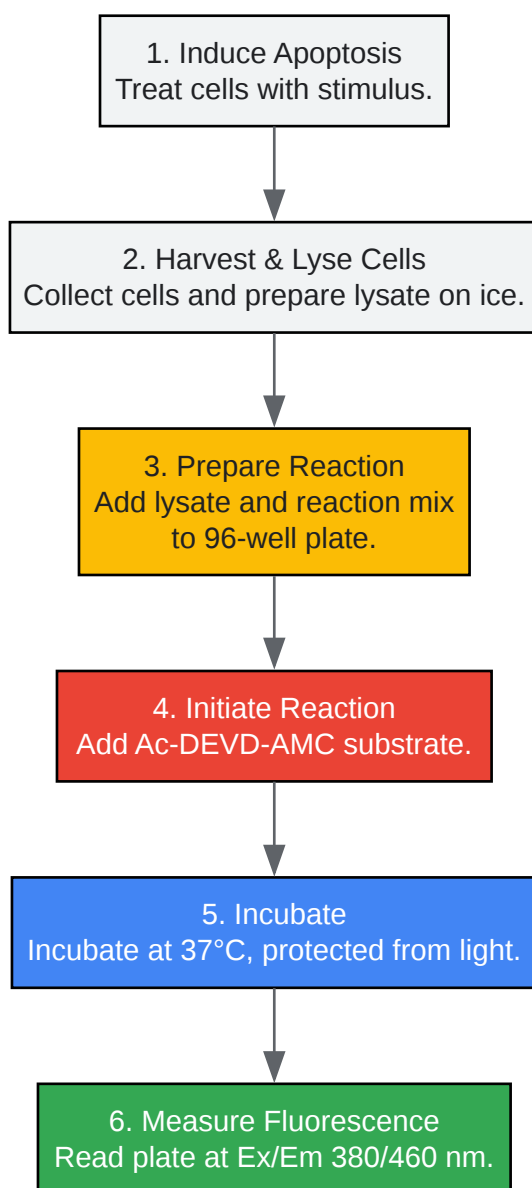 1. Induce Apoptosis
Treat cells with stimulus.
2. Harvest & Lyse Cells
Collect cells and prepare lysate on ice.
3. Prepare Reaction
Add lysate and reaction mix
to 96-well plate.
4. Initiate Reaction
Add Ac-DEVD-AMC substrate.
5. Incubate
Incubate at 37°C, protected from light.
6. Measure Fluorescence
Read plate at Ex/Em 380/460 nm.